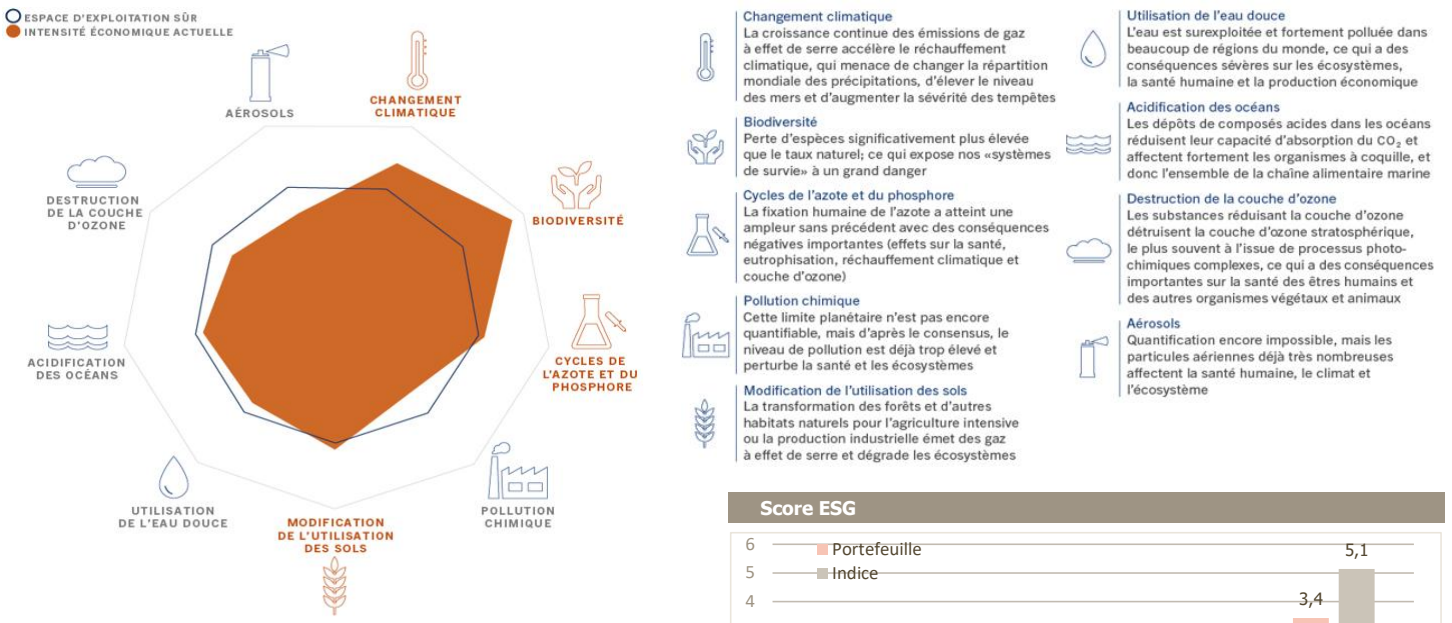 ESPACE D'EXPLOITATION SÛR
INTENSITÉ ÉCONOMIQUE ACTUELLE
AÉROSOLS
CHANGEMENT
CLIMATIQUE
DESTRUCTION
DE LA COUCHE
D'OZONE
BIODIVERSITÉ
ACIDIFICATION
DES OCÉANS
CYCLES DE
L'AZOTE ET DU
PHOSPHORE
UTILISATION
DE L'EAU DOUCE
MODIFICATION
DE L'UTILISATION
DES SOLS
POLLUTION
CHIMIQUE
Changement climatique
La croissance continue des émissions de gaz
à effet de serre accélère le réchauffement
climatique, qui menace de changer la répartition
mondiale des précipitations, d'élever le niveau
des mers et d'augmenter la sévérité des tempêtes
Biodiversité
Perte d'espèces significativement plus élevée
que le taux naturel; ce qui expose nos «systèmes
de survie» à un grand danger
Cycles de l'azote et du phosphore
La fixation humaine de l'azote a atteint une
ampleur sans précédent avec des conséquences
négatives importantes (effets sur la santé,
eutrophisation, réchauffement climatique et
couche d'ozone)
Pollution chimique
Cette limite planétaire n'est pas encore
quantifiable, mais d'après le consensus, le
niveau de pollution est déjà trop élevé et
perturbe la santé et les écosystèmes
Modification de l'utilisation des sols
La transformation des forêts et d'autres
habitats naturels pour l'agriculture intensive
ou la production industrielle émet des gaz
à effet de serre et dégrade les écosystèmes
Utilisation de l'eau douce
L'eau est surexploitée et fortement polluée dans
beaucoup de régions du monde, ce qui a des
conséquences sévères sur les écosystèmes,
la santé humaine et la production économique
Acidification des océans
Les dépôts de composés acides dans les océans
réduisent leur capacité d'absorption du CO₂ et
affectent fortement les organismes à coquille, et
donc l'ensemble de la chaîne alimentaire marine
Destruction de la couche d'ozone
Les substances réduisant la couche d'ozone
détruisent la couche d'ozone stratosphérique,
le plus souvent à l'issue de processus photo-
chimiques complexes, ce qui a des conséquences
importantes sur la santé des êtres humains et
des autres organismes végétaux et animaux
Aérosols
Quantification encore impossible, mais les
particules aériennes déjà très nombreuses
affectent la santé humaine, le climat et
l'écosystème
Score ESG
6
Portefeuille
5,1
5
Indice
4
3,4